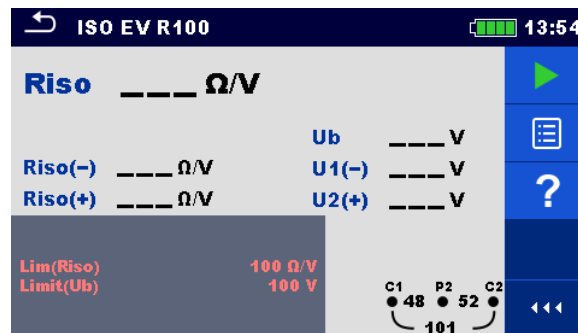 ISO EV R100 13:54
Riso ___ Ω/V
Ub ___ V
Riso(-) ___ Ω/V U1(-) ___ V
Riso(+) ___ Ω/V U2(+) ___ V
Lim(Riso) 100 Ω/V
Limit(Ub) 100 V
C1 P2 C2
48 52
101
?